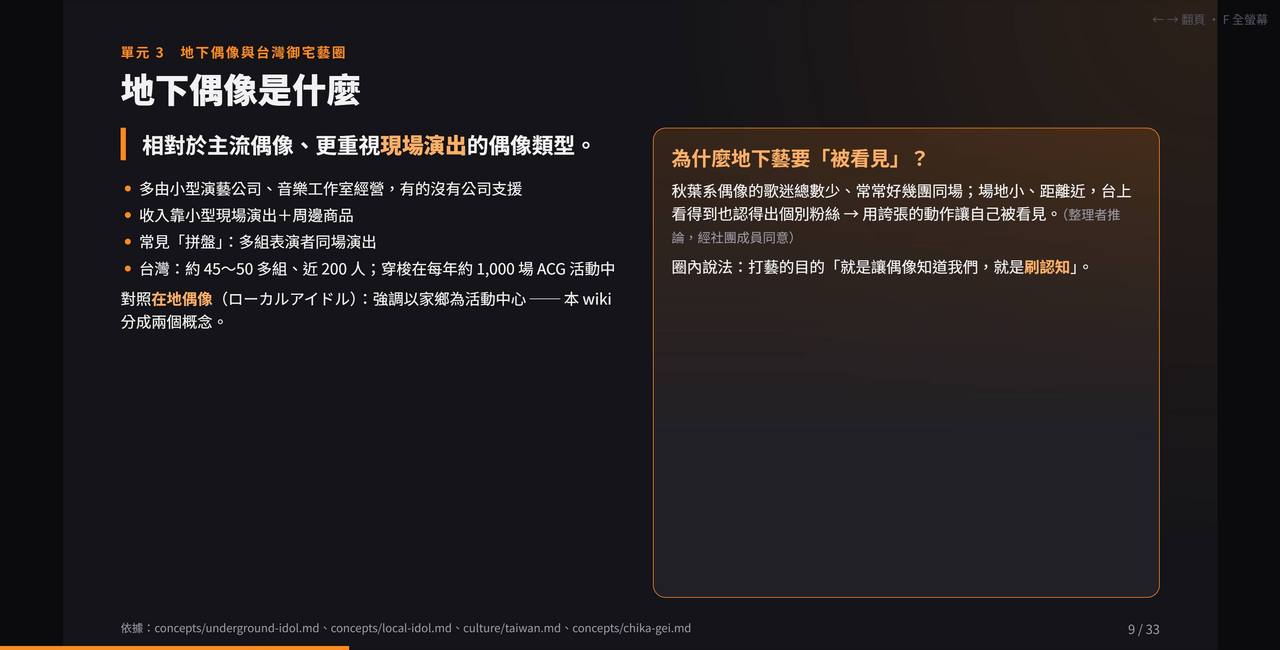 ← → 翻頁 · F 全螢幕
單元 3 地下偶像與台灣御宅藝圈
地下偶像是什麼
相對於主流偶像、更重視現場演出的偶像類型。
• 多由小型演藝公司、音樂工作室經營，有的沒有公司支援
• 收入靠小型現場演出＋周邊商品
• 常見「拼盤」：多組表演者同場演出
• 台灣：約 45～50 多組、近 200 人；穿梭在每年約 1,000 場 ACG 活動中
對照在地偶像（ローカルアイドル）：強調以家鄉為活動中心 —— 本 wiki
分成兩個概念。
為什麼地下藝要「被看見」？
秋葉系偶像的歌迷總數少、常常好幾團同場；場地小、距離近，台上
看得到也認得出個別粉絲 → 用誇張的動作讓自己被看見。（整理者推
論，經社團成員同意）
圈內說法：打藝的目的「就是讓偶像知道我們，就是刷認知」。
依據：concepts/underground-idol.md、concepts/local-idol.md、culture/taiwan.md、concepts/chika-gei.md
9 / 33